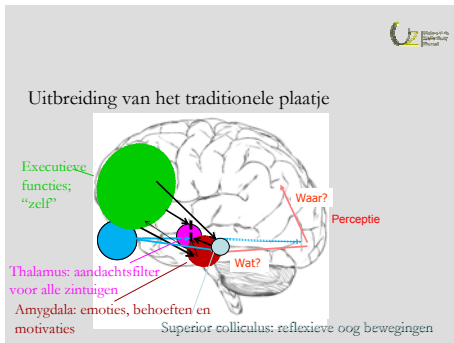 Uitbreiding van het traditionele plaatje
Executieve
functies;
“zelf”
Waar?
Perceptie
Wat?
Thalamus: aandachtsfilter
voor alle zintuigen
Amygdala: emoties, behoeften en
motivaties
Superior colliculus: reflexieve oog bewegingen